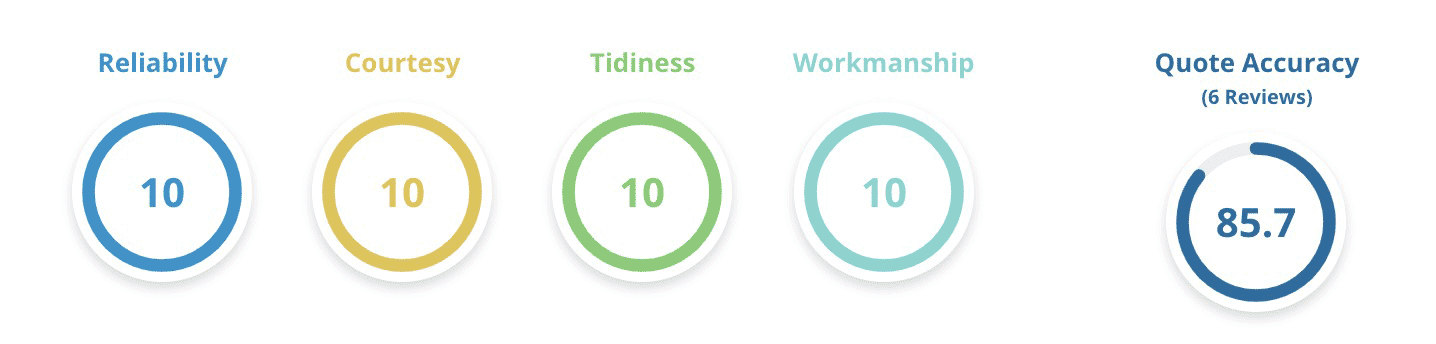 Reliability
Courtesy
Tidiness
Workmanship
Quote Accuracy
(6 Reviews)
10
10
10
10
85.7